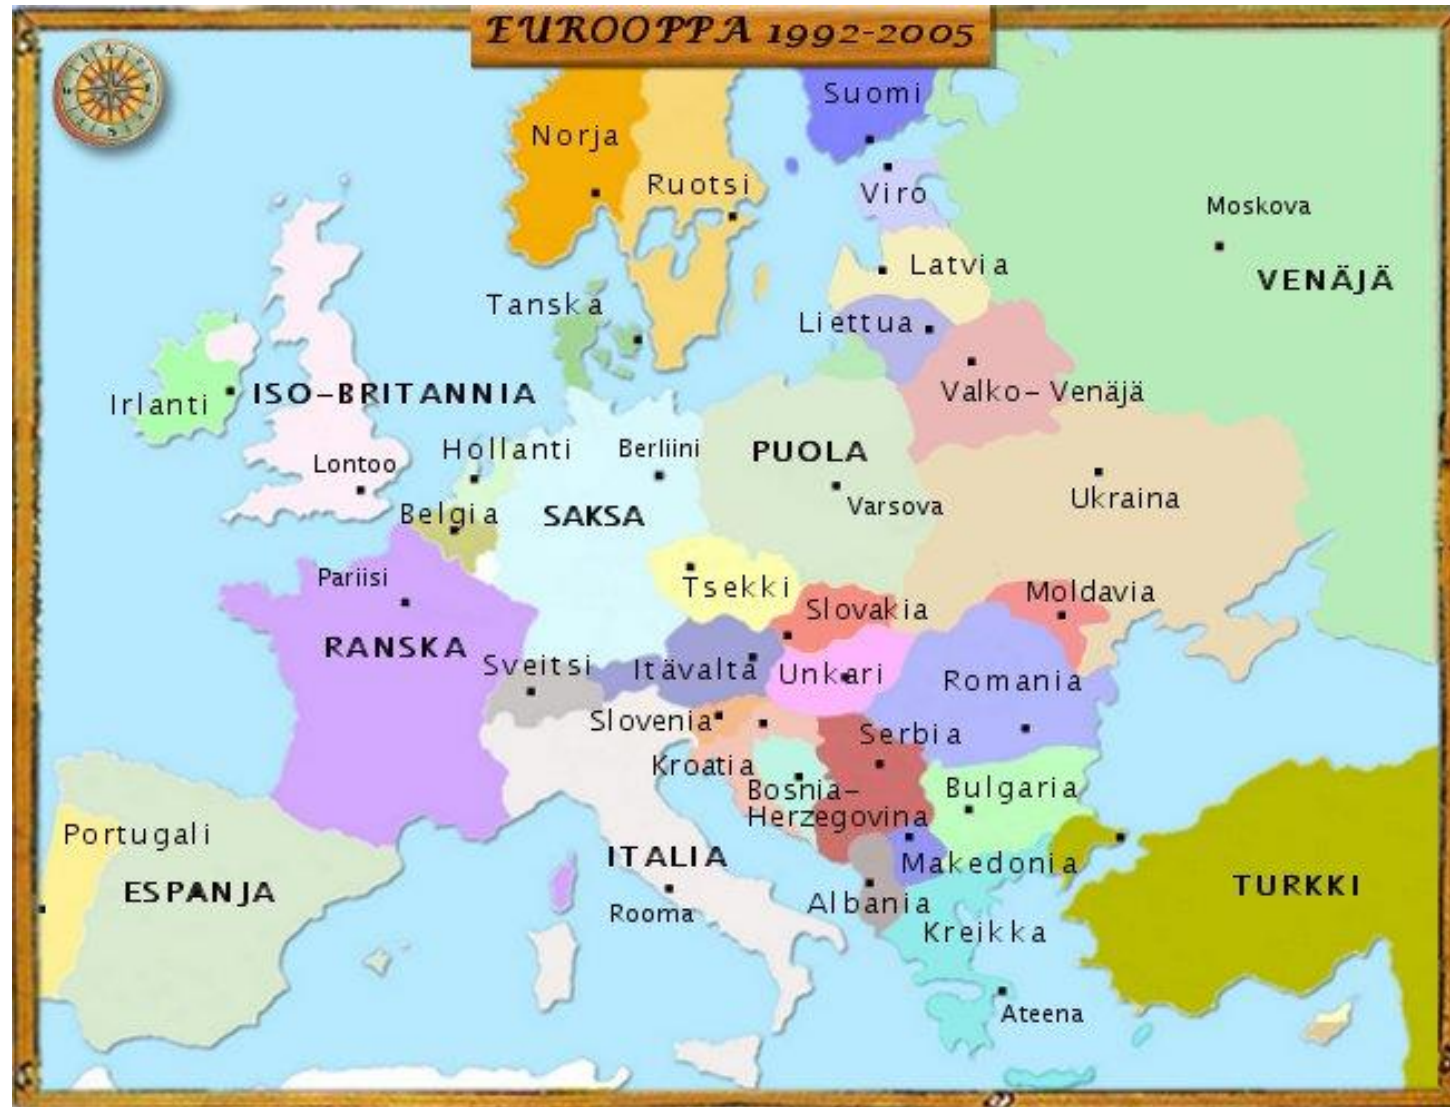 EUROOPPA 1992-2005
Suomi
Norja
Ruotsi
Viro
Moskova
Latvia
VENÄJÄ
Tanska
Liettua
Valko-Venäjä
Irlanti
ISO-BRITANNIA
Hollanti
Berliini
PUOLA
Lontoo
Ukraina
Varsova
Belgia
SAKSA
Pariisi
Tsekki
Moldavia
Slovakia
RANSKA
Sveitsi
Itävalta
Unkari
Romania
Slovenia
Serbia
Kroatia
Bosnia-
Herzegovina
Bulgaria
Portugali
ITALIA
Makedonia
ESPANJA
TURKKI
Rooma
Albania
Kreikka
Ateena